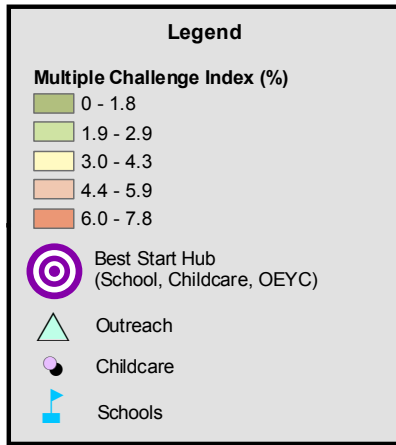 Legend
Multiple Challenge Index (%)
0 - 1.8
1.9 - 2.9
3.0 - 4.3
4.4 - 5.9
6.0 - 7.8
Best Start Hub
(School, Childcare, OEYC)
Outreach
Childcare
Schools